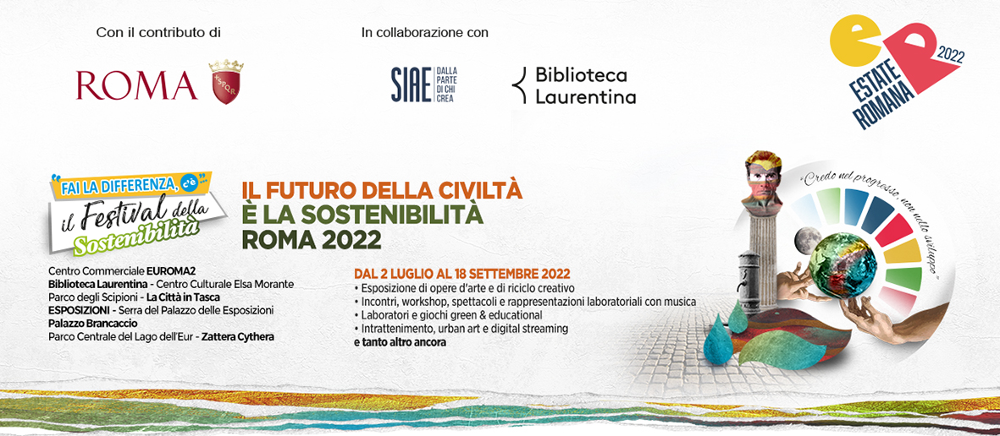 Con il contributo di
ROMA
SPQR
In collaborazione con
SIAE
DALLA
PARTE
DI CHI
CREA
Biblioteca
Laurentina
eR
2022
ESTATE
ROMANA
"FAI LA DIFFERENZA, c'è..."
il Festival della
Sostenibilità
IL FUTURO DELLA CIVILTÀ
È LA SOSTENIBILITÀ
ROMA 2022
Centro Commerciale EUROMA2
Biblioteca Laurentina - Centro Culturale Elsa Morante
Parco degli Scipioni - La Città in Tasca
ESPOSIZIONI - Serra del Palazzo delle Esposizioni
Palazzo Brancaccio
Parco Centrale del Lago dell'Eur - Zattera Cythera
DAL 2 LUGLIO AL 18 SETTEMBRE 2022
• Esposizione di opere d'arte e di riciclo creativo
• Incontri, workshop, spettacoli e rappresentazioni laboratoriali con musica
• Laboratori e giochi green & educational
• Intrattenimento, urban art e digital streaming
e tanto altro ancora
"Credo nel progresso, non nello sviluppo"